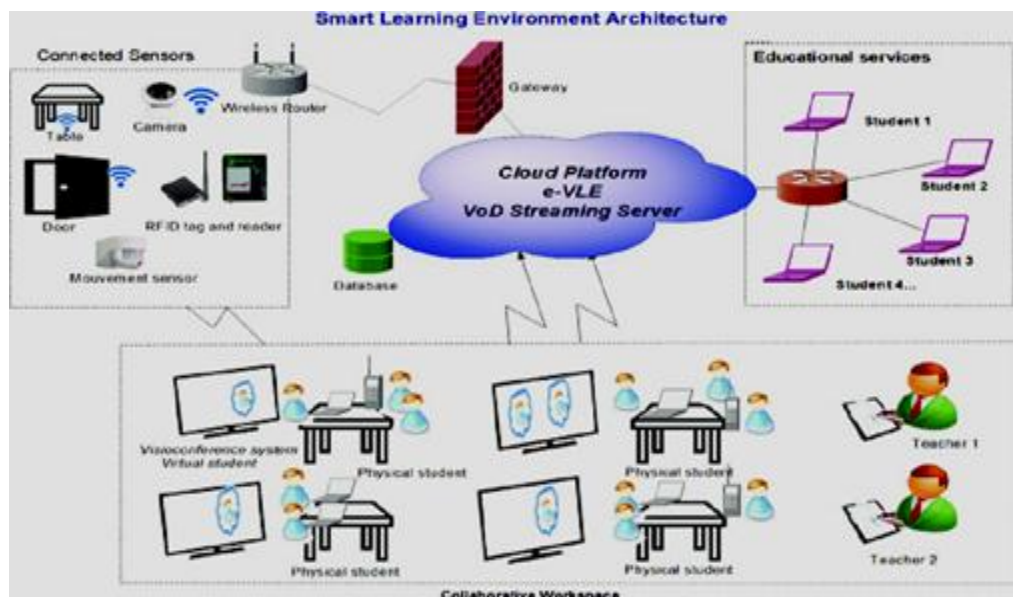 Smart Learning Environment Architecture
Connected Sensors
Educational services
Wireless Router
Gateway
Table
Camera
Student 1
Cloud Platform
e-VLE
VoD Streaming Server
Student 2
Door
RFID tag and reader
Student 3
Mouvement sensor
Database
Student 4...
Visioconference system
Virtual student
Physical student
Physical student
Teacher 1
Physical student
Physical student
Teacher 2
Collaborative Workspace